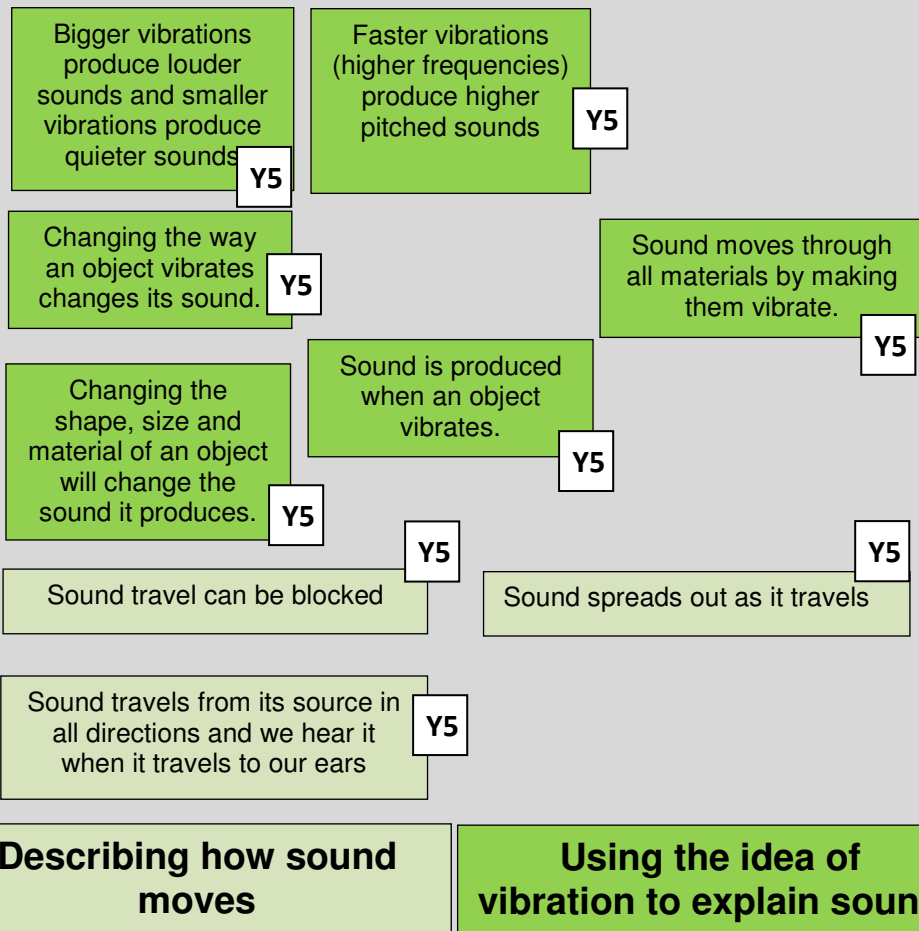 Bigger vibrations
produce louder
sounds and smaller
vibrations produce
quieter sounds
Y5
Faster vibrations
(higher frequencies)
produce higher
pitched sounds
Y5
Changing the way
an object vibrates
changes its sound.
Y5
Sound moves through
all materials by making
them vibrate.
Y5
Changing the
shape, size and
material of an object
will change the
sound it produces.
Y5
Sound is produced
when an object
vibrates.
Y5
Sound travel can be blocked
Y5
Sound spreads out as it travels
Y5
Sound travels from its source in
all directions and we hear it
when it travels to our ears
Y5
Describing how sound
moves
Using the idea of
vibration to explain soun